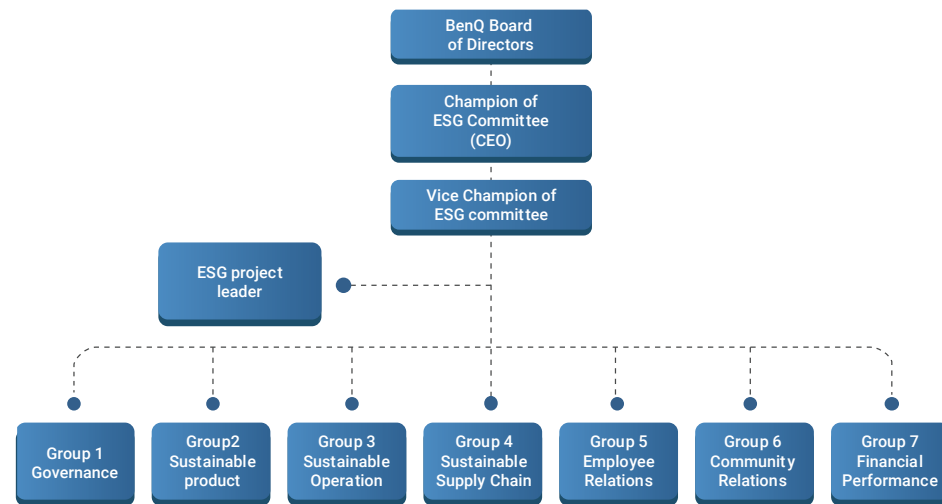 BenQ Board
of Directors
Champion of
ESG Committee
(CEO)
Vice Champion of
ESG committee
ESG project
leader
Group 1
Governance
Group2
Sustainable
product
Group 3
Sustainable
Operation
Group 4
Sustainable
Supply Chain
Group 5
Employee
Relations
Group 6
Community
Relations
Group 7
Financial
Performance